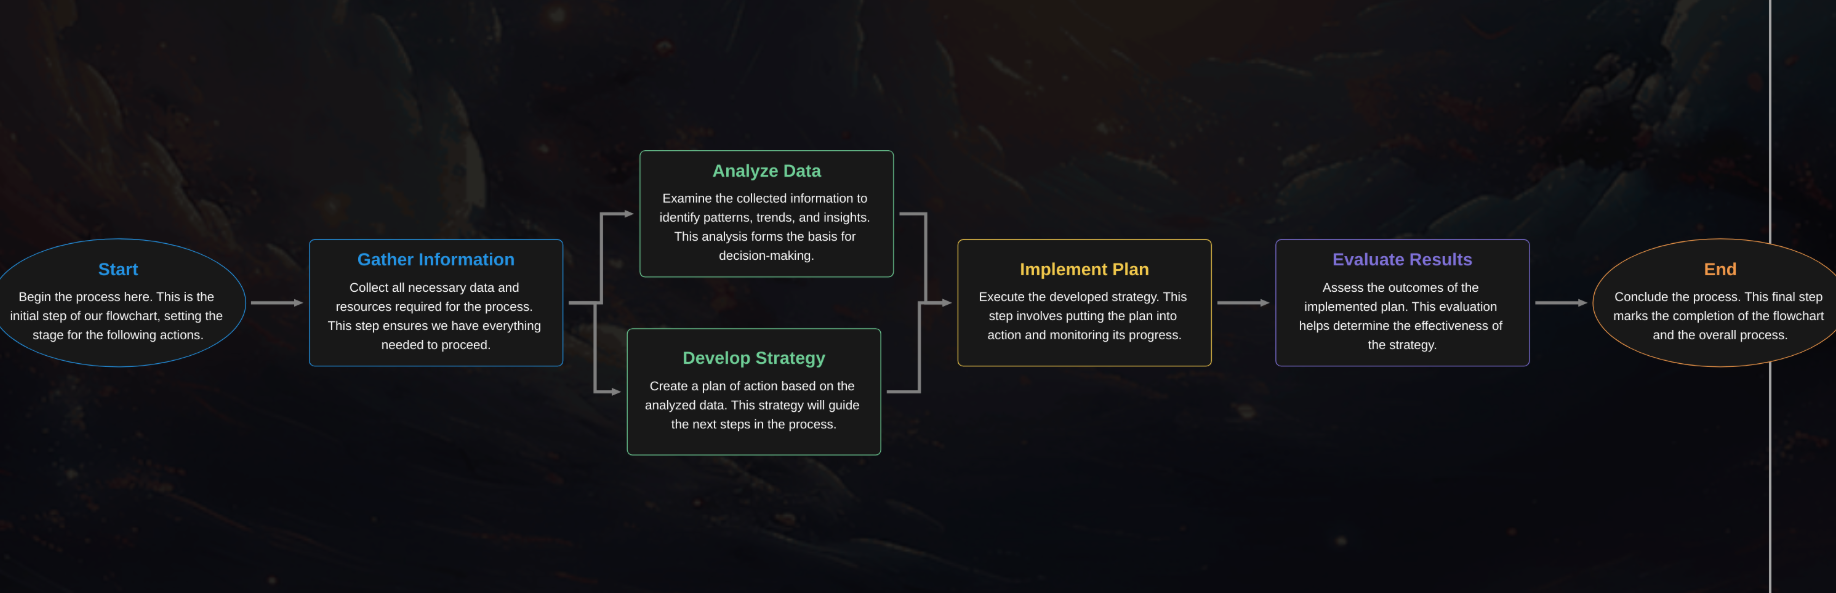 Start
Begin the process here. This is the
initial step of our flowchart, setting the
stage for the following actions.
Gather Information
Collect all necessary data and
resources required for the process.
This step ensures we have everything
needed to proceed.
Analyze Data
Examine the collected information to
identify patterns, trends, and insights.
This analysis forms the basis for
decision-making.
Develop Strategy
Create a plan of action based on the
analyzed data. This strategy will guide
the next steps in the process.
Implement Plan
Execute the developed strategy. This
step involves putting the plan into
action and monitoring its progress.
Evaluate Results
Assess the outcomes of the
implemented plan. This evaluation
helps determine the effectiveness of
the strategy.
End
Conclude the process. This final step
marks the completion of the flowchart
and the overall process.